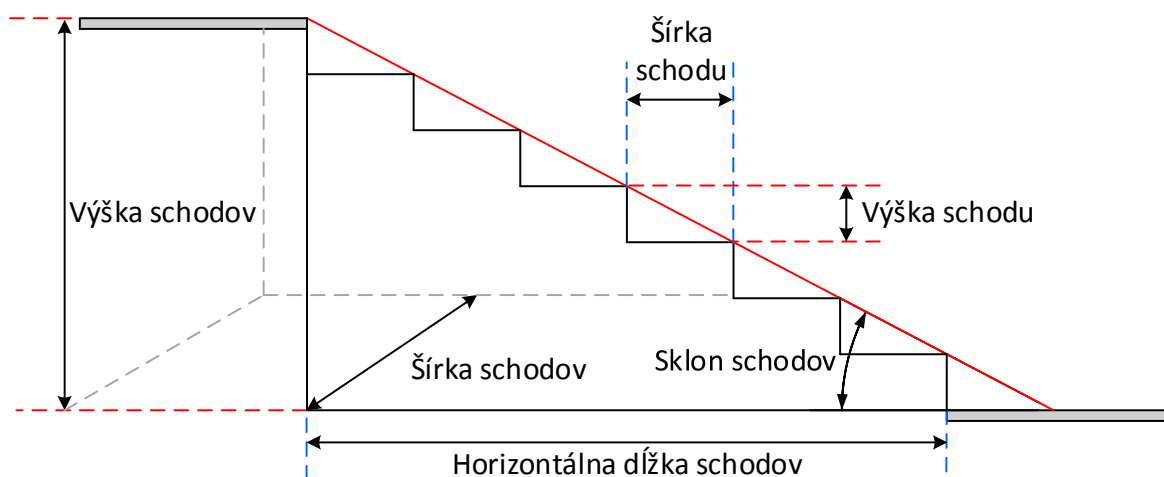 Šírka
schodu
Výška schodov
Výška schodu
Šírka schodov
Sklon schodov
Horizontálna dĺžka schodov